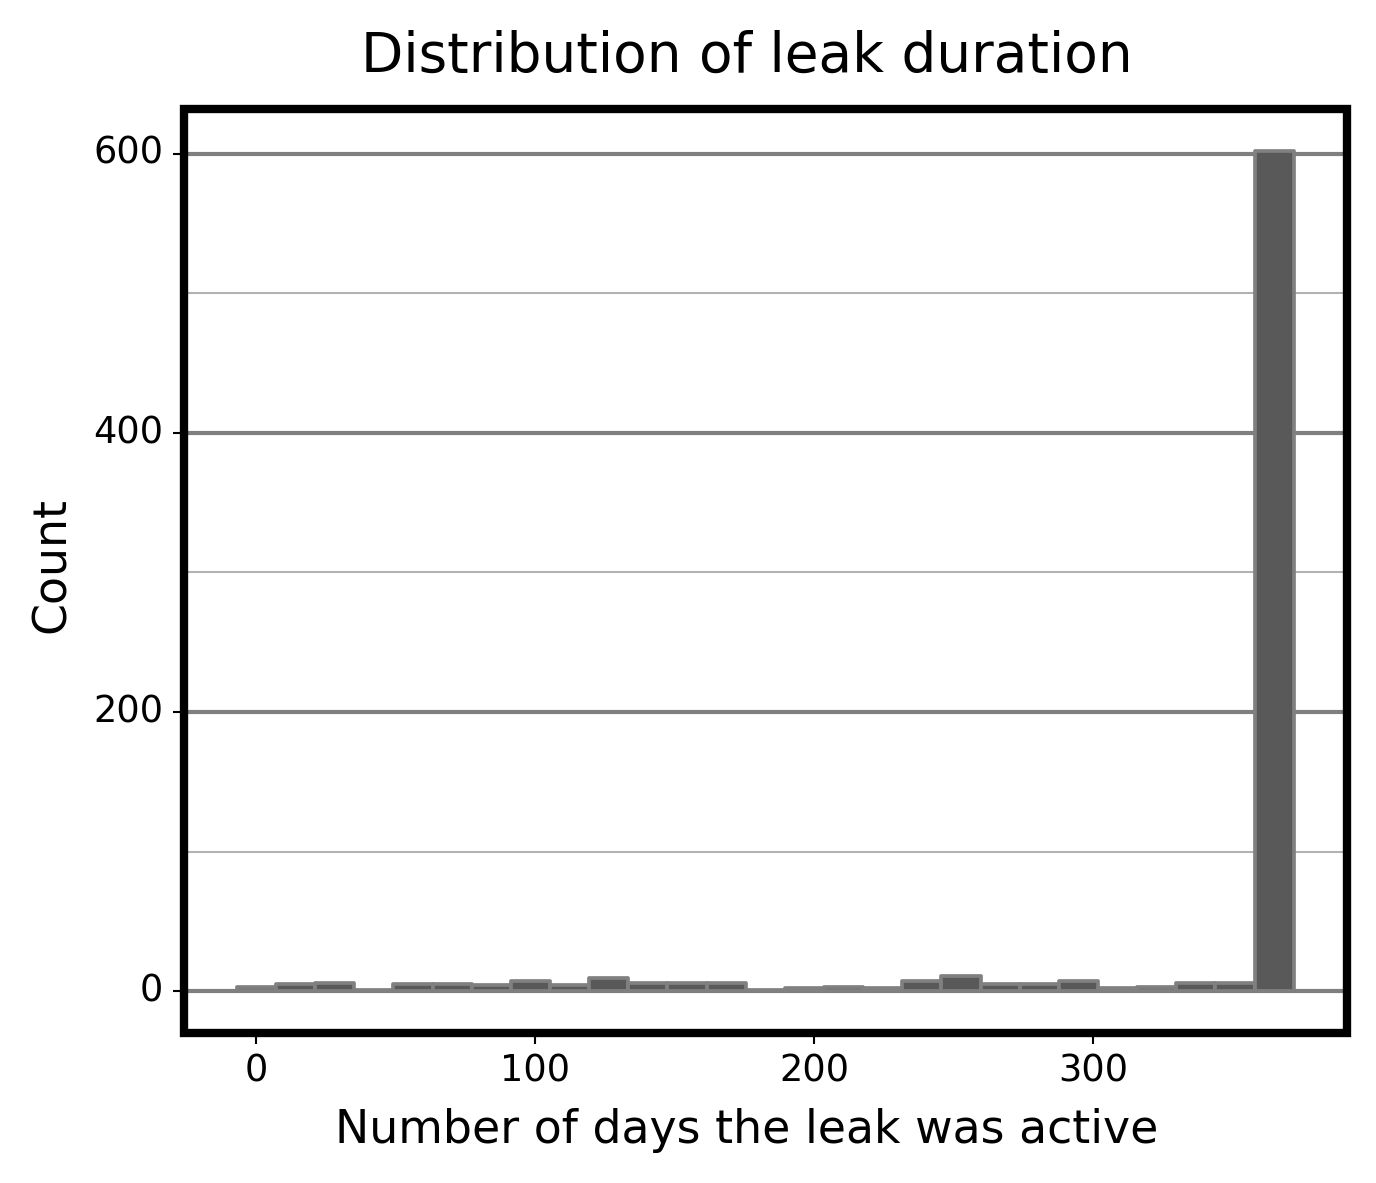 Distribution of leak duration
600
400
200
0
Count
0 100 200 300
Number of days the leak was active